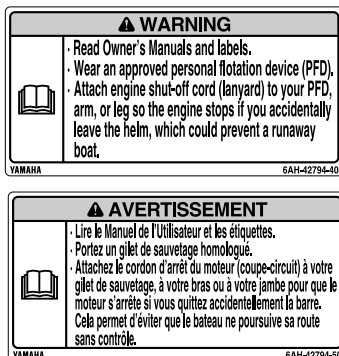 WARNING
· Read Owner's Manuals and labels.
· Wear an approved personal flotation device (PFD).
· Attach engine shut-off cord (lanyard) to your PFD,
arm, or leg so the engine stops if you accidentally
leave the helm, which could prevent a runaway
boat.
YAMAHA 6AH-42794-40
AVERTISSEMENT
· Lire le Manuel de l'Utilisateur et les étiquettes.
· Portez un gilet de sauvetage homologué.
· Attachez le cordon d'arrêt du moteur (coupe-circuit) à votre
gilet de sauvetage, à votre bras ou à votre jambe pour que le
moteur s'arrête si vous quittez accidentellement la barre.
Cela permet d'éviter que le bateau ne poursuive sa route
sans contrôle.
YAMAHA 6AH-42794-50